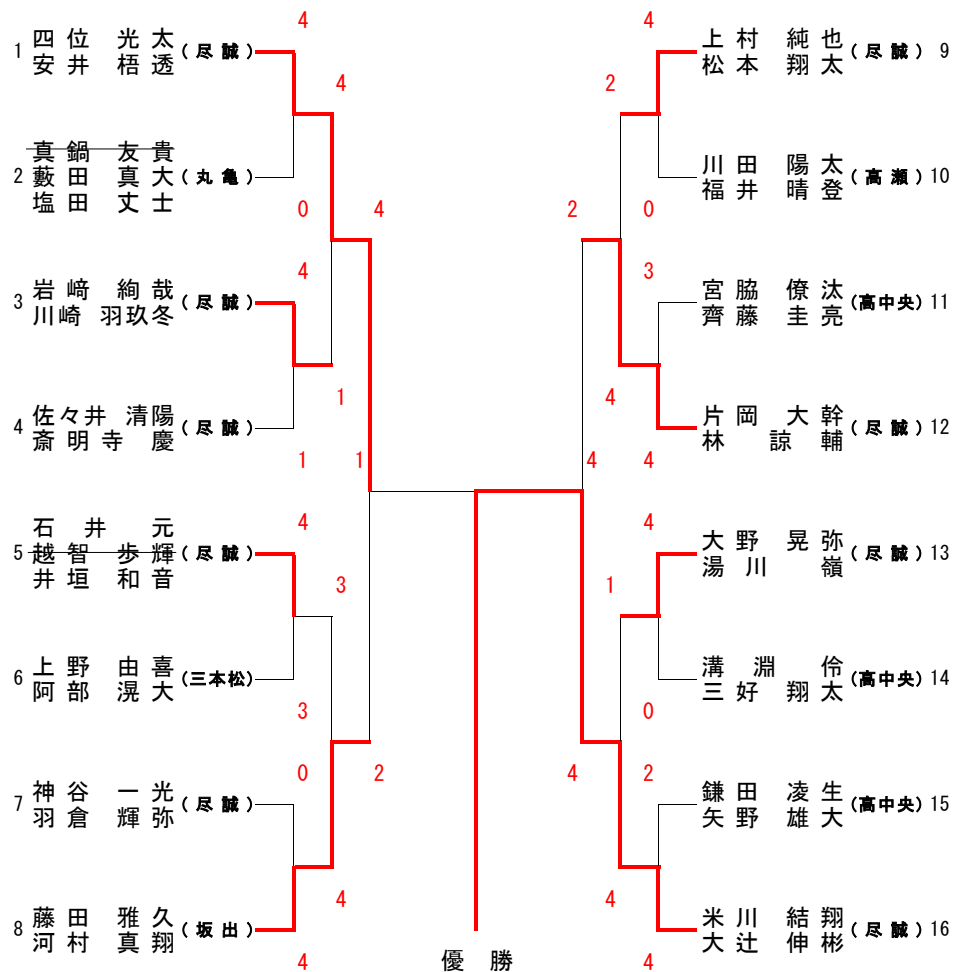 4
1 四位 光太 (尽誠)
安井 悟透
4
真鍋 友貴
2 藪田 真大 (丸亀)
塩田 丈士
0
4
4
3 岩﨑 絢哉 (尽誠)
川崎 羽玖冬
1
4 佐々井 清陽 (尽誠)
斎明寺 慶
1
1
4
石井 元
5 越智 歩輝 (尽誠)
井垣 和音
3
6 上野 由喜 (三本松)
阿部 滉大
3
0
2
7 神谷 一光 (尽誠)
羽倉 輝弥
4
8 藤田 雅久 (坂出)
河村 真翔
4
4
上村 純也 (尽誠) 9
松本 翔太
2
川田 陽太 (高瀬) 10
福井 晴登
2
0
3
宮脇 僚汰 (高中央) 11
齊藤 圭亮
4
片岡 大幹 (尽誠) 12
林 諒輔
4
4
4
大野 晃弥 (尽誠) 13
湯川 嶺
1
溝淵 伶 (高中央) 14
三好 翔太
0
4
2
鎌田 凌生 (高中央) 15
矢野 雄大
4
米川 結翔 (尽誠) 16
大辻 伸彬
4
優勝